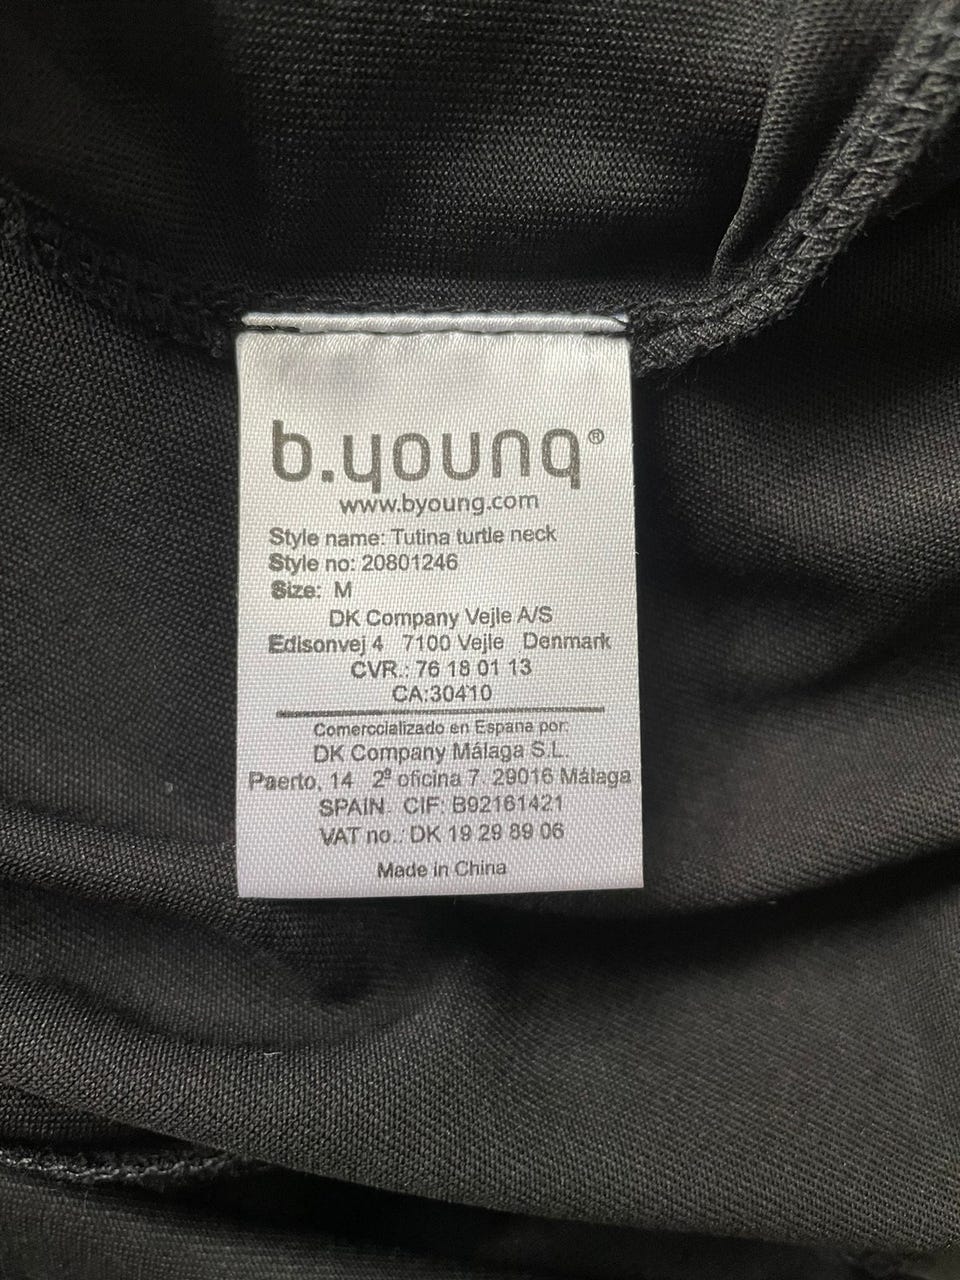 b.young®
www.byoung.com
Style name: Tutina turtle neck
Style no: 20801246
Size: M
DK Company Vejle A/S
Edisonvej 4 7100 Vejle Denmark
CVR.: 76 18 01 13
CA:30410
Comerccializado en Espana por:
DK Company Málaga S.L.
Paerto, 14 2º oficina 7, 29016 Málaga
SPAIN. CIF: B92161421
VAT no.: DK 19 29 89 06
Made in China